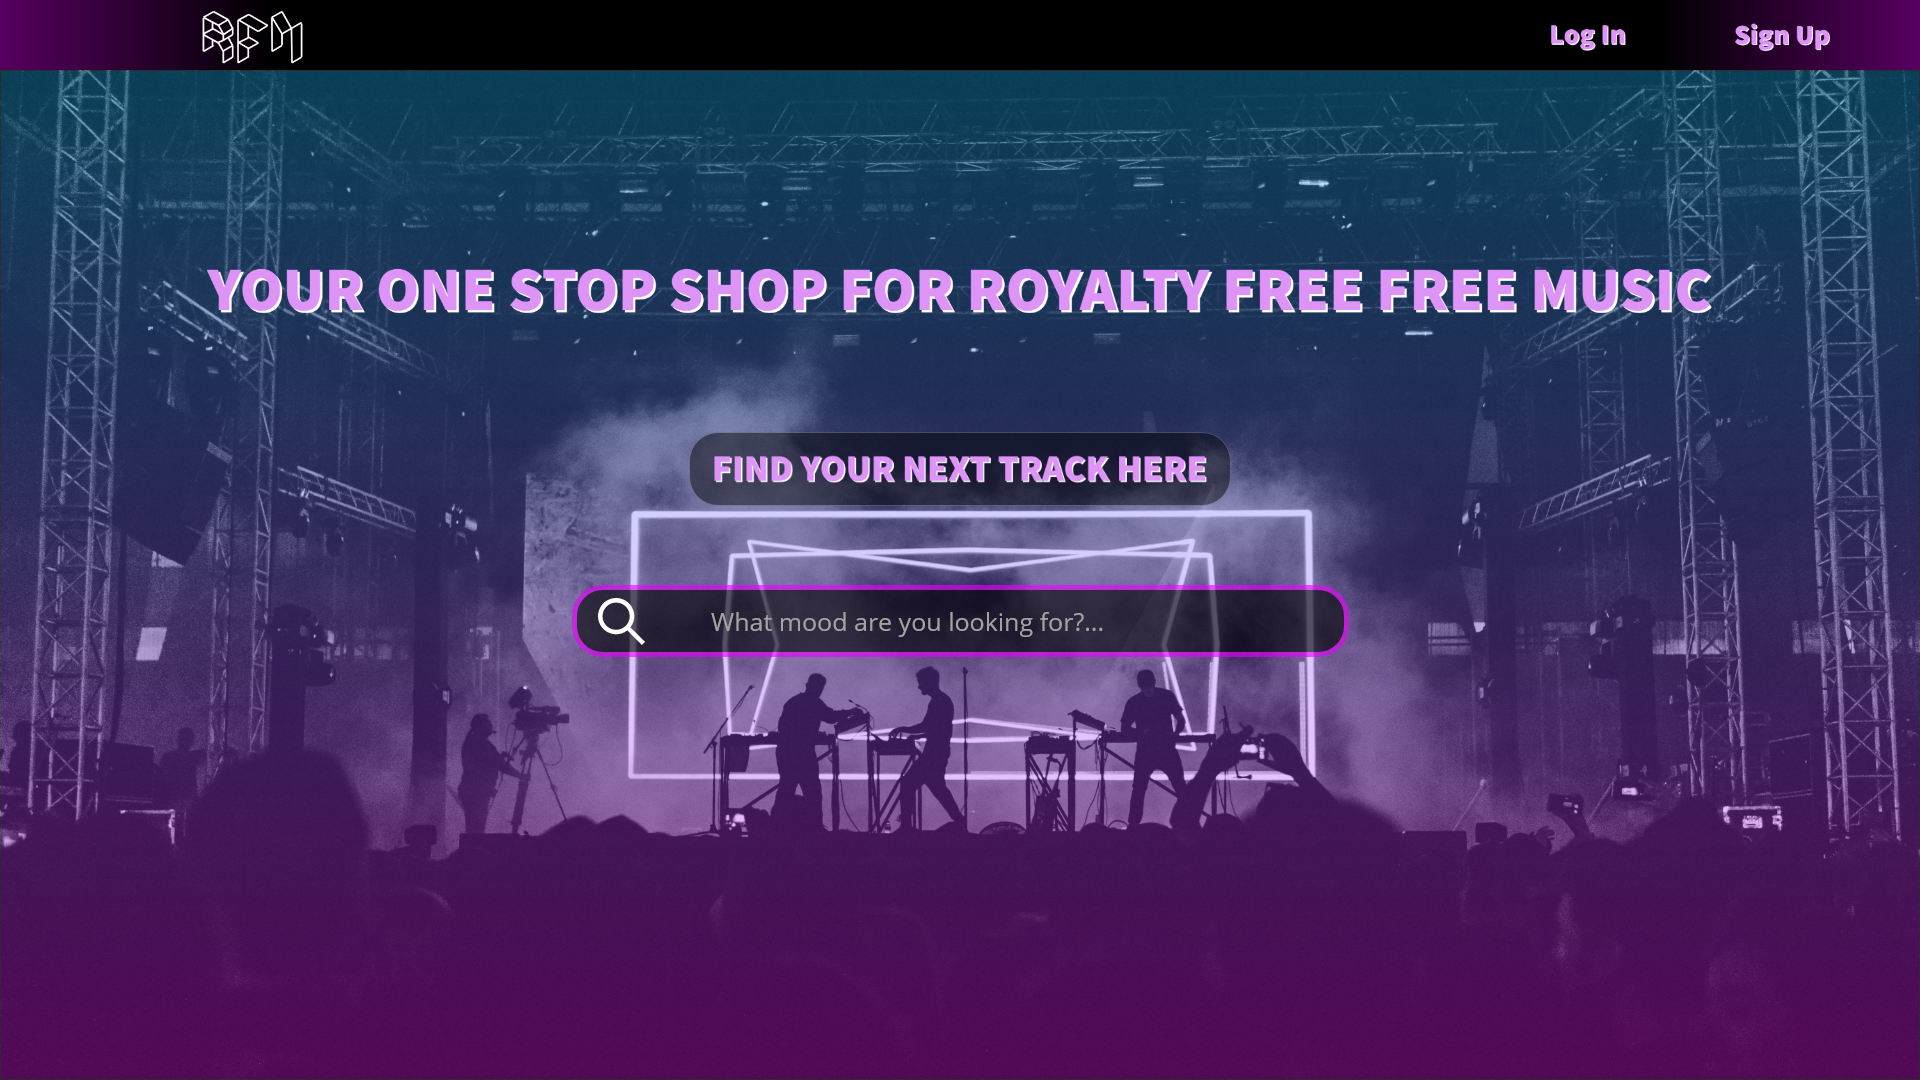 RFM
Log In
Sign Up
YOUR ONE STOP SHOP FOR ROYALTY FREE FREE MUSIC
FIND YOUR NEXT TRACK HERE
What mood are you looking for?...